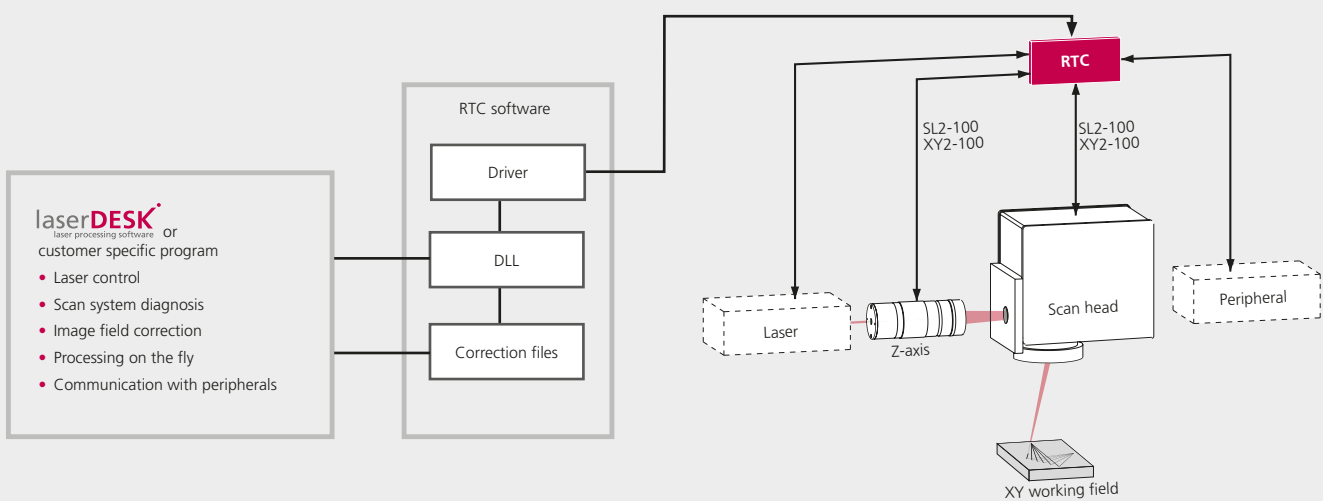 laserDESK
laser processing software or
customer specific program
• Laser control
• Scan system diagnosis
• Image field correction
• Processing on the fly
• Communication with peripherals
RTC software
Driver
DLL
Correction files
RTC
SL2-100
XY2-100
SL2-100
XY2-100
Laser
Z-axis
Scan head
Peripheral
XY working field